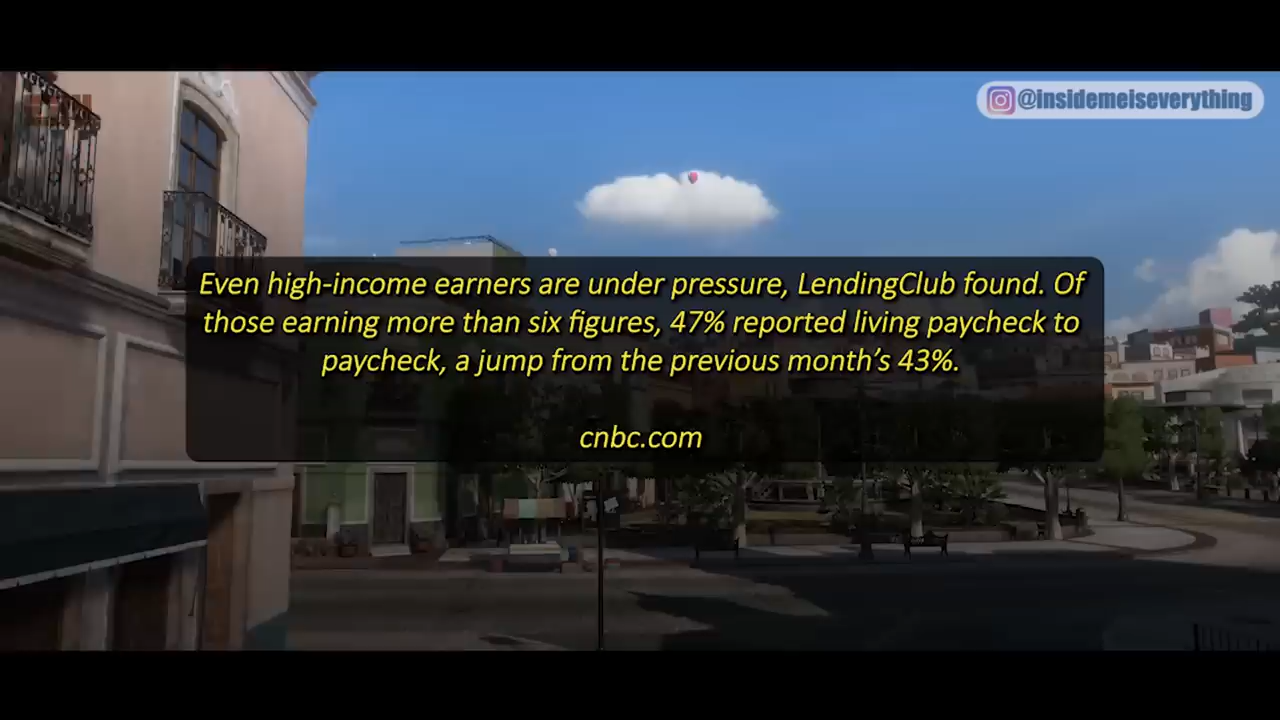 @insidemeiseverything
Even high-income earners are under pressure, LendingClub found. Of
those earning more than six figures, 47% reported living paycheck to
paycheck, a jump from the previous month’s 43%.
cnbc.com